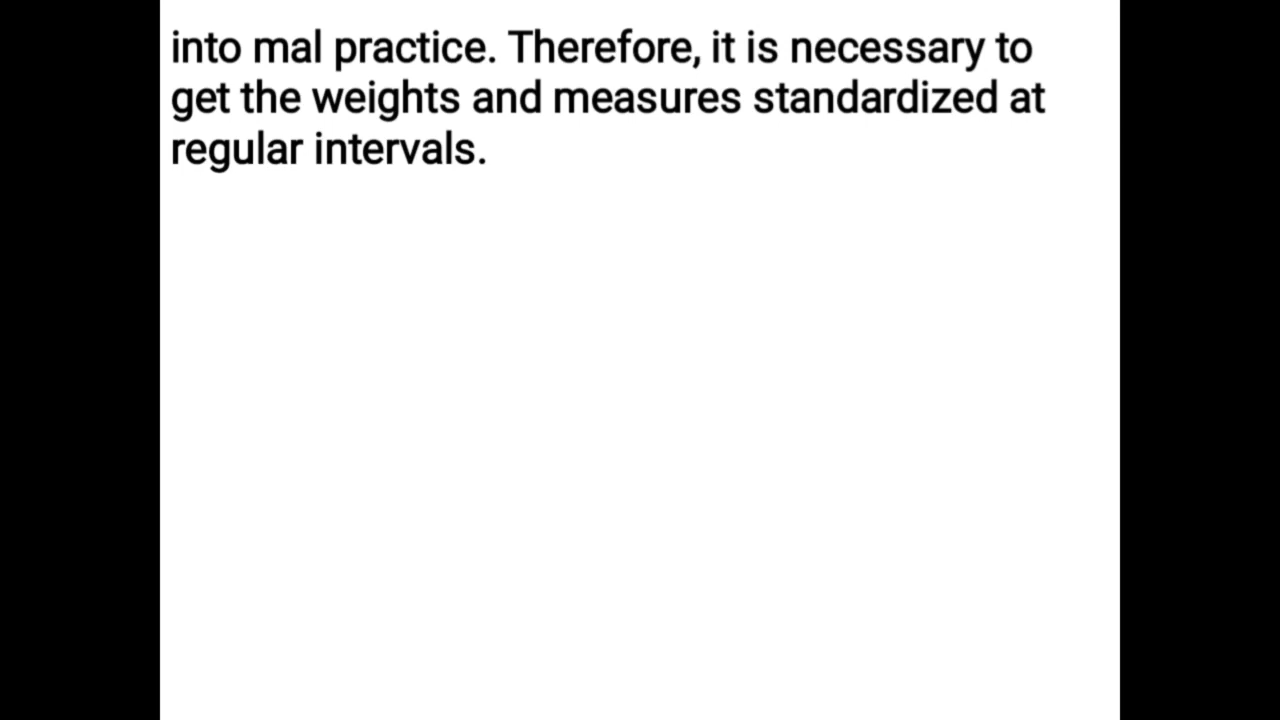 into mal practice. Therefore, it is necessary to
get the weights and measures standardized at
regular intervals.